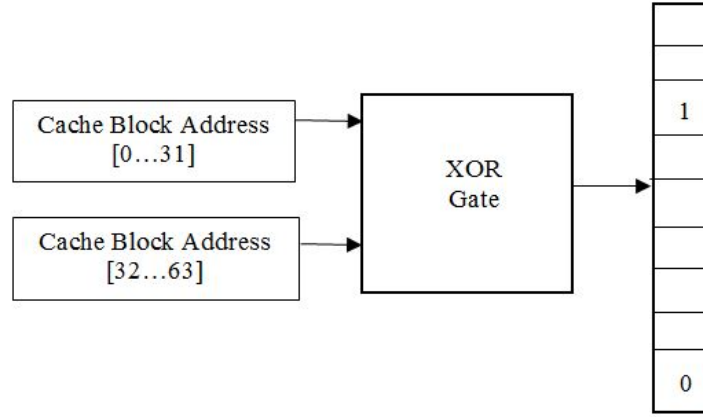 Cache Block Address
[0…31]
Cache Block Address
[32…63]
XOR
Gate
1
0